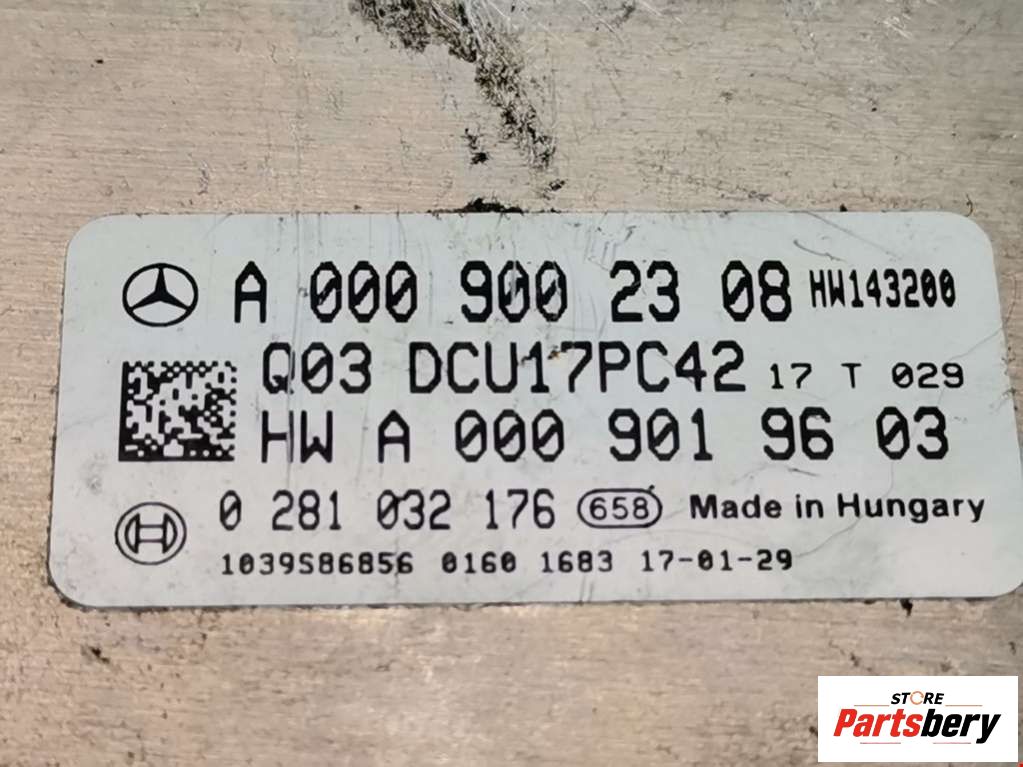 A 000 900 23 08 HW143200
Q03 DCU17PC42 17 T 029
HW A 000 901 96 03
0 281 032 176 658 Made in Hungary
1039S86856 0160 1683 17-01-29
STORE
Partsbery